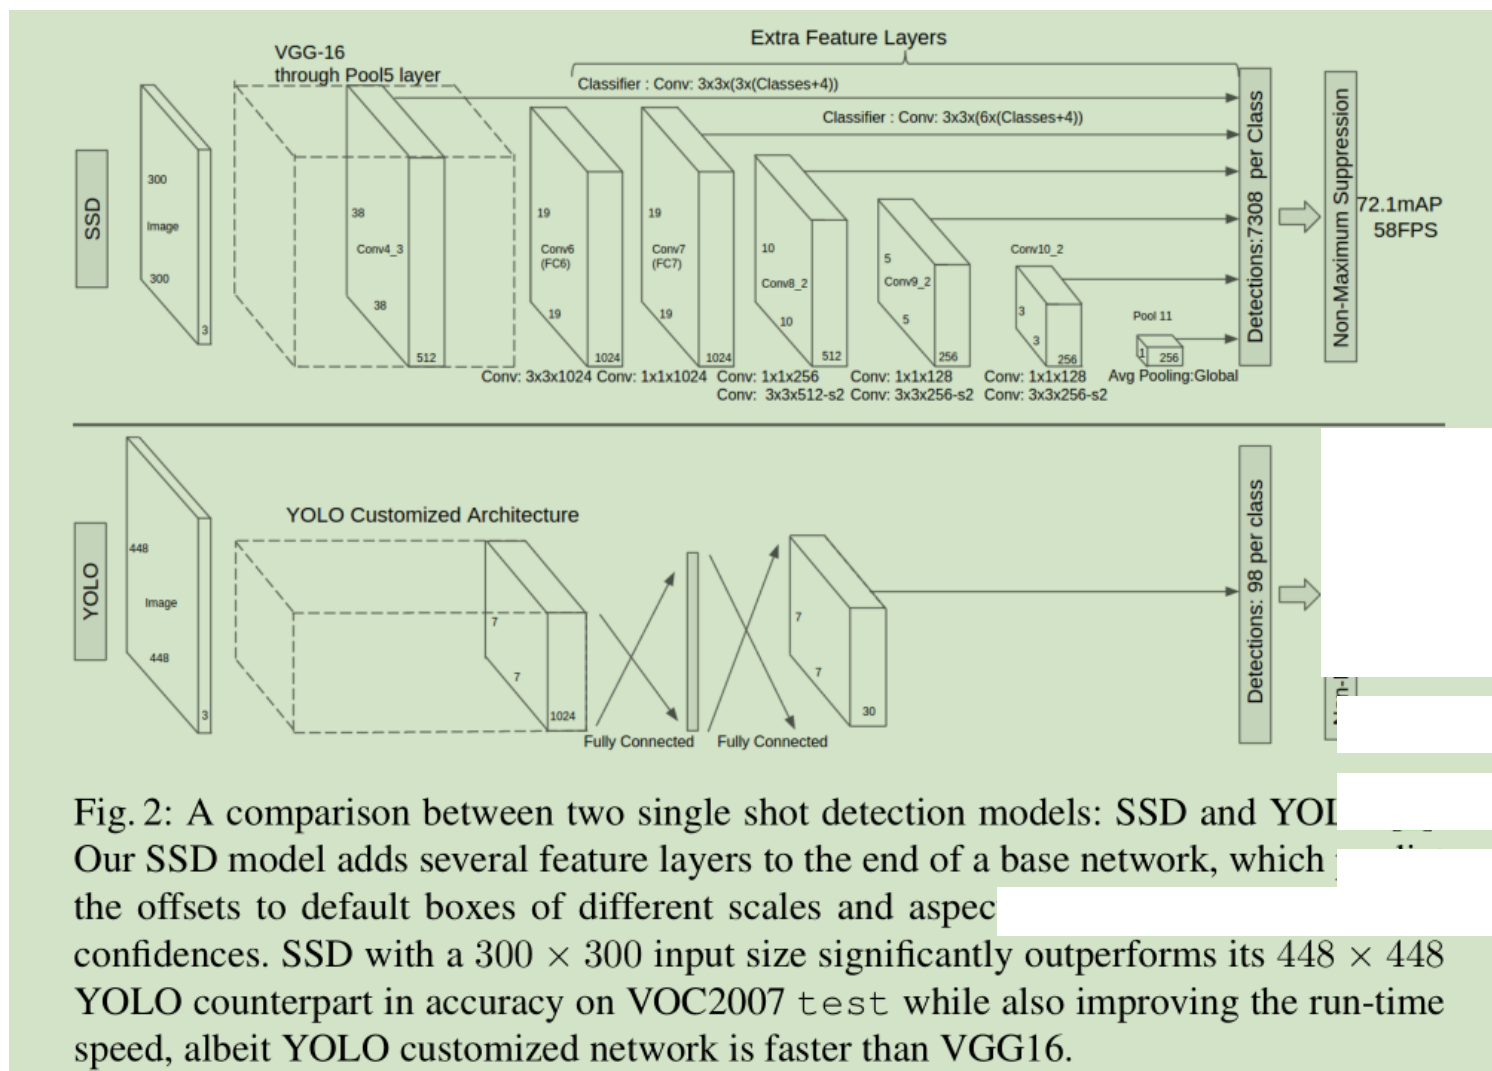 VGG-16
through Pool5 layer
Extra Feature Layers
Classifier : Conv: 3x3x(3x(Classes+4))
Classifier : Conv: 3x3x(6x(Classes+4))
SSD
300
Image
300
3
38
Conv4_3
38
512
19
Conv6
(FC6)
19
1024
19
Conv7
(FC7)
19
1024
10
Conv8_2
10
512
5
Conv9_2
5
256
Conv10_2
3
3
256
Pool 11
1
256
Conv: 3x3x1024
Conv: 1x1x1024
Conv: 1x1x256
Conv: 3x3x512-s2
Conv: 1x1x128
Conv: 3x3x256-s2
Conv: 1x1x128
Conv: 3x3x256-s2
Avg Pooling:Global
Detections:7308 per Class
Non-Maximum Suppression
72.1mAP
58FPS
YOLO
448
Image
448
3
YOLO Customized Architecture
7
7
1024
Fully Connected
Fully Connected
7
7
30
Detections: 98 per class
Fig. 2: A comparison between two single shot detection models: SSD and
Our SSD model adds several feature layers to the end of a base network, which
the offsets to default boxes of different scales and
confidences. SSD with a 300 × 300 input size significantly outperforms its 448 × 448
YOLO counterpart in accuracy on VOC2007 test while also improving the run-time
speed, albeit YOLO customized network is faster than VGG16.